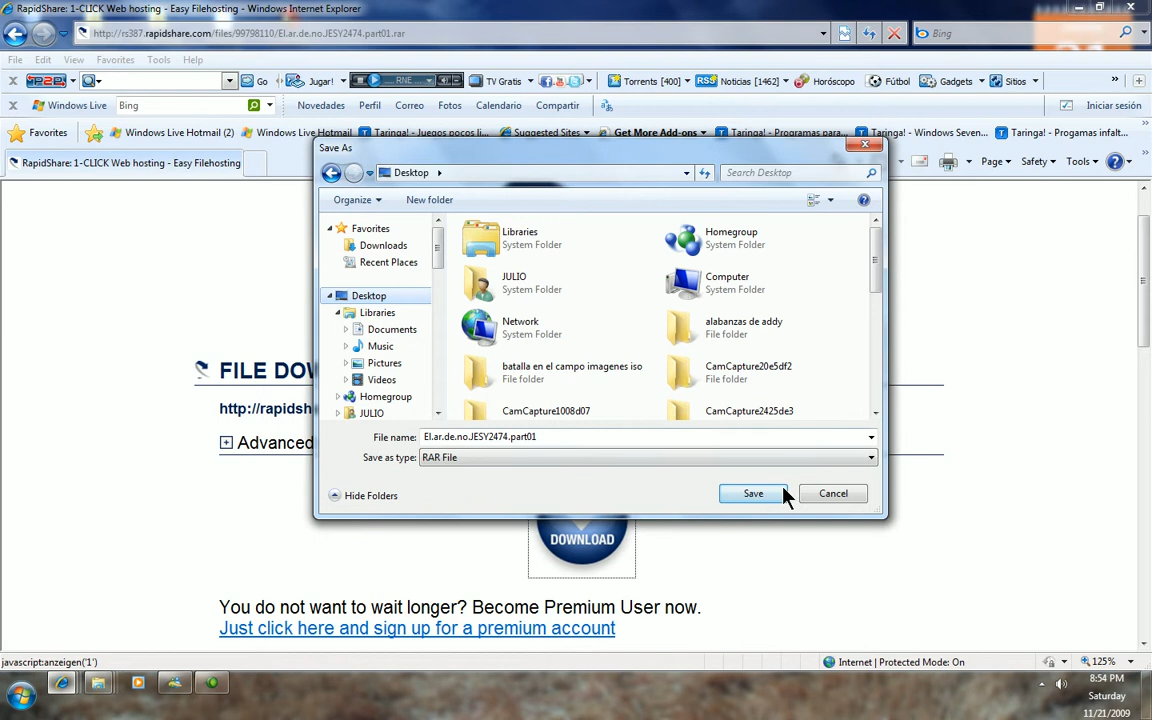 RapidShare: 1-CLICK Web hosting - Easy Filehosting - Windows Internet Explorer
http://rs387.rapidshare.com/files/99798110/El.ar.de.no.JESY2474.part01.rar
Bing
File Edit View Favorites Tools Help
P2P Go Jugar! RNE TV Gratis Torrents [400] RSS Noticias [1462] Horóscopo Fútbol Gadgets Sitios »
Windows Live Bing Novedades Perfil Correo Fotos Calendario Compartir Iniciar sesión
Favorites Windows Live Hotmail (2) Windows Live Hotmail Taringa! - Juegos pocos li... Suggested Sites Get More Add-ons Taringa! - Programas para... Taringa! - Windows Seven... Taringa! - Progamas infalt...
RapidShare: 1-CLICK Web hosting - Easy Filehosting
Page Safety Tools
Save As
Desktop
Search Desktop
Organize New folder
Favorites
Downloads
Recent Places
Desktop
Libraries
Documents
Music
Pictures
Videos
Homegroup
JULIO
Libraries
System Folder
Homegroup
System Folder
JULIO
System Folder
Computer
System Folder
Network
System Folder
alabanzas de addy
File folder
batalla en el campo imagenes iso
File folder
CamCapture20e5df2
File folder
CamCapture1008d07
CamCapture2425de3
File name: El.ar.de.no.JESY2474.part01
Save as type: RAR File
Hide Folders Save Cancel
FILE DOW
http://rapidsh
Advanced
DOWNLOAD
You do not want to wait longer? Become Premium User now.
Just click here and sign up for a premium account
javascript:anzeigen('1')
Internet | Protected Mode: On
125%
8:54 PM
Saturday
11/21/2009